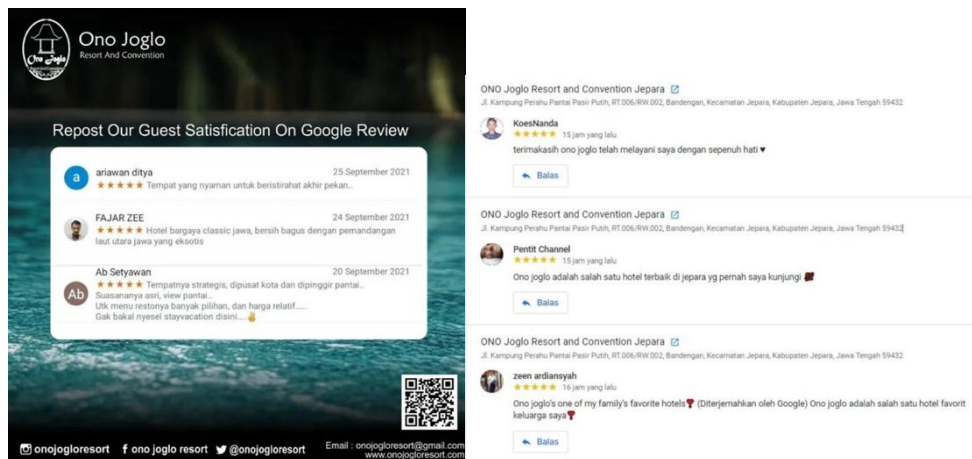 Ono Joglo
Resort And Convention
Ono Joglo
Repost Our Guest Satisfication On Google Review
a
ariawan ditya 25 September 2021
Tempat yang nyaman untuk beristirahat akhir pekan..
FAJAR ZEE 24 September 2021
Hotel bargaya classic jawa, bersih bagus dengan pemandangan
laut utara jawa yang eksotis
Ab
Ab Setyawan 20 September 2021
Tempatnya strategis, dipusat kota dan dipinggir pantai..
Suasananya asri, view pantai..
Utk menu restonya banyak pilihan, dan harga relatif.....
Gak bakal nyesel stayvacation disini....✌
onojogloresort ono joglo resort @onojogloresort
Email : onojogloresort@gmail.com
www.onojogloresort.com
ONO Joglo Resort and Convention Jepara
Jl. Kampung Perahu Pantai Pasir Putih, RT.006/RW.002, Bandengan, Kecamatan Jepara, Kabupaten Jepara, Jawa Tengah 59432
KoesNanda
15 jam yang lalu
terimakasih ono joglo telah melayani saya dengan sepenuh hati ♥
Balas
ONO Joglo Resort and Convention Jepara
Jl. Kampung Perahu Pantai Pasir Putih, RT.006/RW.002, Bandengan, Kecamatan Jepara, Kabupaten Jepara, Jawa Tengah 59432
Pentit Channel
15 jam yang lalu
Ono joglo adalah salah satu hotel terbaik di jepara yg pernah saya kunjungi
Balas
ONO Joglo Resort and Convention Jepara
Jl. Kampung Perahu Pantai Pasir Putih, RT.006/RW.002, Bandengan, Kecamatan Jepara, Kabupaten Jepara, Jawa Tengah 59432
zeen ardiansyah
16 jam yang lalu
Ono joglo's one of my family's favorite hotels❣ (Diterjemahkan oleh Google) Ono joglo adalah salah satu hotel favorit
keluarga saya❣
Balas